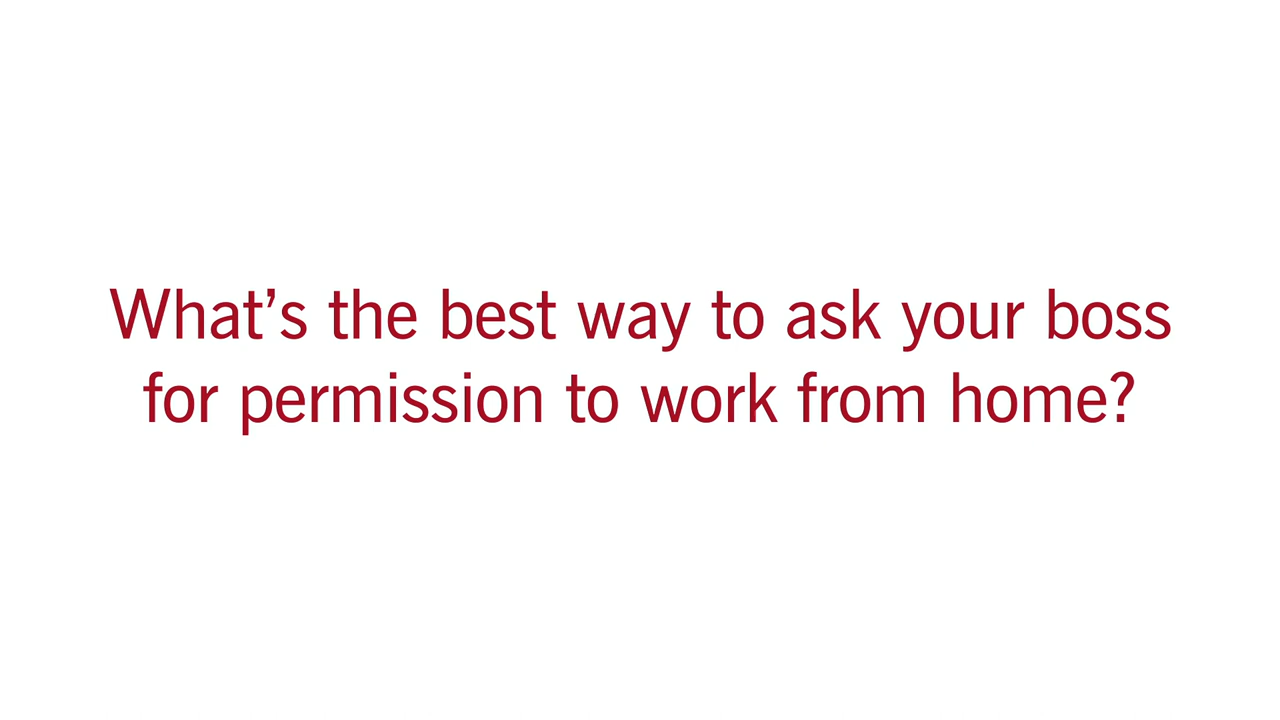 What’s the best way to ask your boss
for permission to work from home?